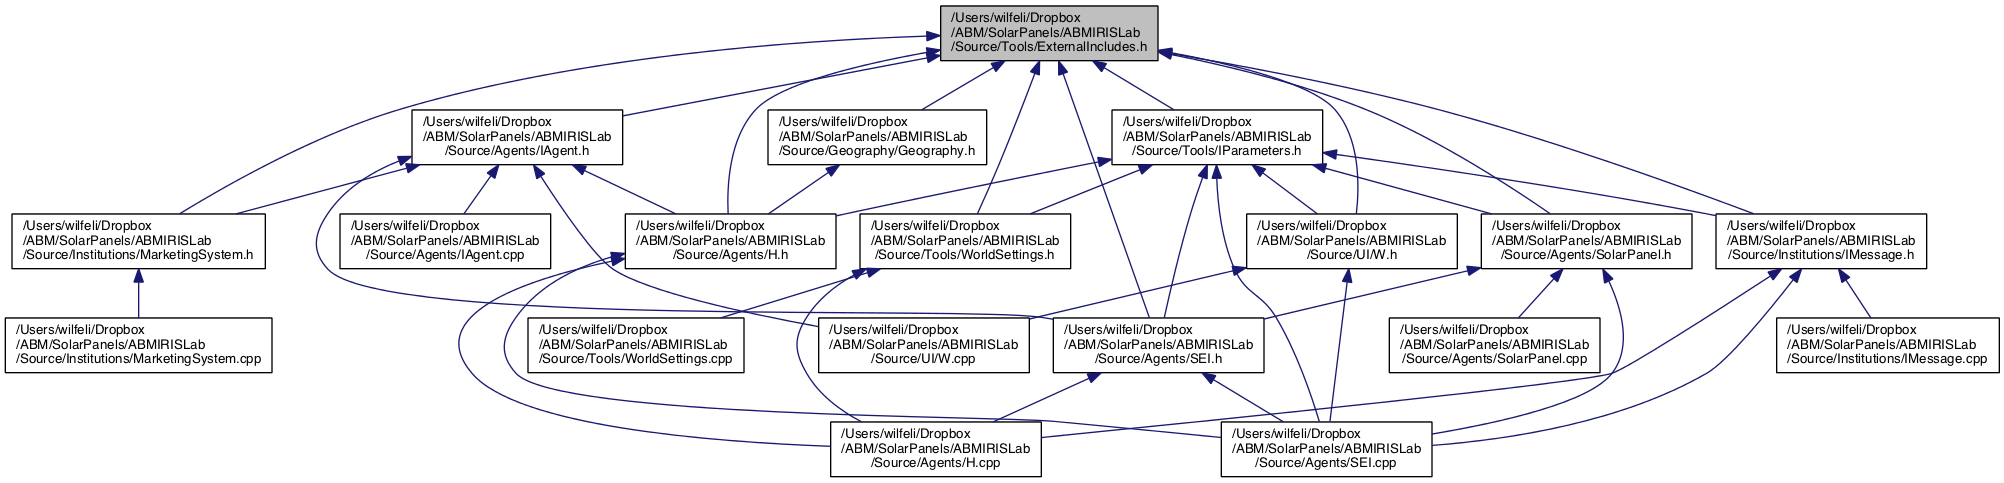 /Users/wilfeli/Dropbox
/ABM/SolarPanels/ABMIRISLab
/Source/Tools/ExternalIncludes.h
/Users/wilfeli/Dropbox
/ABM/SolarPanels/ABMIRISLab
/Source/Agents/IAgent.h
/Users/wilfeli/Dropbox
/ABM/SolarPanels/ABMIRISLab
/Source/Geography/Geography.h
/Users/wilfeli/Dropbox
/ABM/SolarPanels/ABMIRISLab
/Source/Tools/IParameters.h
/Users/wilfeli/Dropbox
/ABM/SolarPanels/ABMIRISLab
/Source/Institutions/MarketingSystem.h
/Users/wilfeli/Dropbox
/ABM/SolarPanels/ABMIRISLab
/Source/Agents/IAgent.cpp
/Users/wilfeli/Dropbox
/ABM/SolarPanels/ABMIRISLab
/Source/Agents/H.h
/Users/wilfeli/Dropbox
/ABM/SolarPanels/ABMIRISLab
/Source/Tools/WorldSettings.h
/Users/wilfeli/Dropbox
/ABM/SolarPanels/ABMIRISLab
/Source/UI/W.h
/Users/wilfeli/Dropbox
/ABM/SolarPanels/ABMIRISLab
/Source/Agents/SolarPanel.h
/Users/wilfeli/Dropbox
/ABM/SolarPanels/ABMIRISLab
/Source/Institutions/IMessage.h
/Users/wilfeli/Dropbox
/ABM/SolarPanels/ABMIRISLab
/Source/Institutions/MarketingSystem.cpp
/Users/wilfeli/Dropbox
/ABM/SolarPanels/ABMIRISLab
/Source/Tools/WorldSettings.cpp
/Users/wilfeli/Dropbox
/ABM/SolarPanels/ABMIRISLab
/Source/UI/W.cpp
/Users/wilfeli/Dropbox
/ABM/SolarPanels/ABMIRISLab
/Source/Agents/SEI.h
/Users/wilfeli/Dropbox
/ABM/SolarPanels/ABMIRISLab
/Source/Agents/SolarPanel.cpp
/Users/wilfeli/Dropbox
/ABM/SolarPanels/ABMIRISLab
/Source/Institutions/IMessage.cpp
/Users/wilfeli/Dropbox
/ABM/SolarPanels/ABMIRISLab
/Source/Agents/H.cpp
/Users/wilfeli/Dropbox
/ABM/SolarPanels/ABMIRISLab
/Source/Agents/SEI.cpp